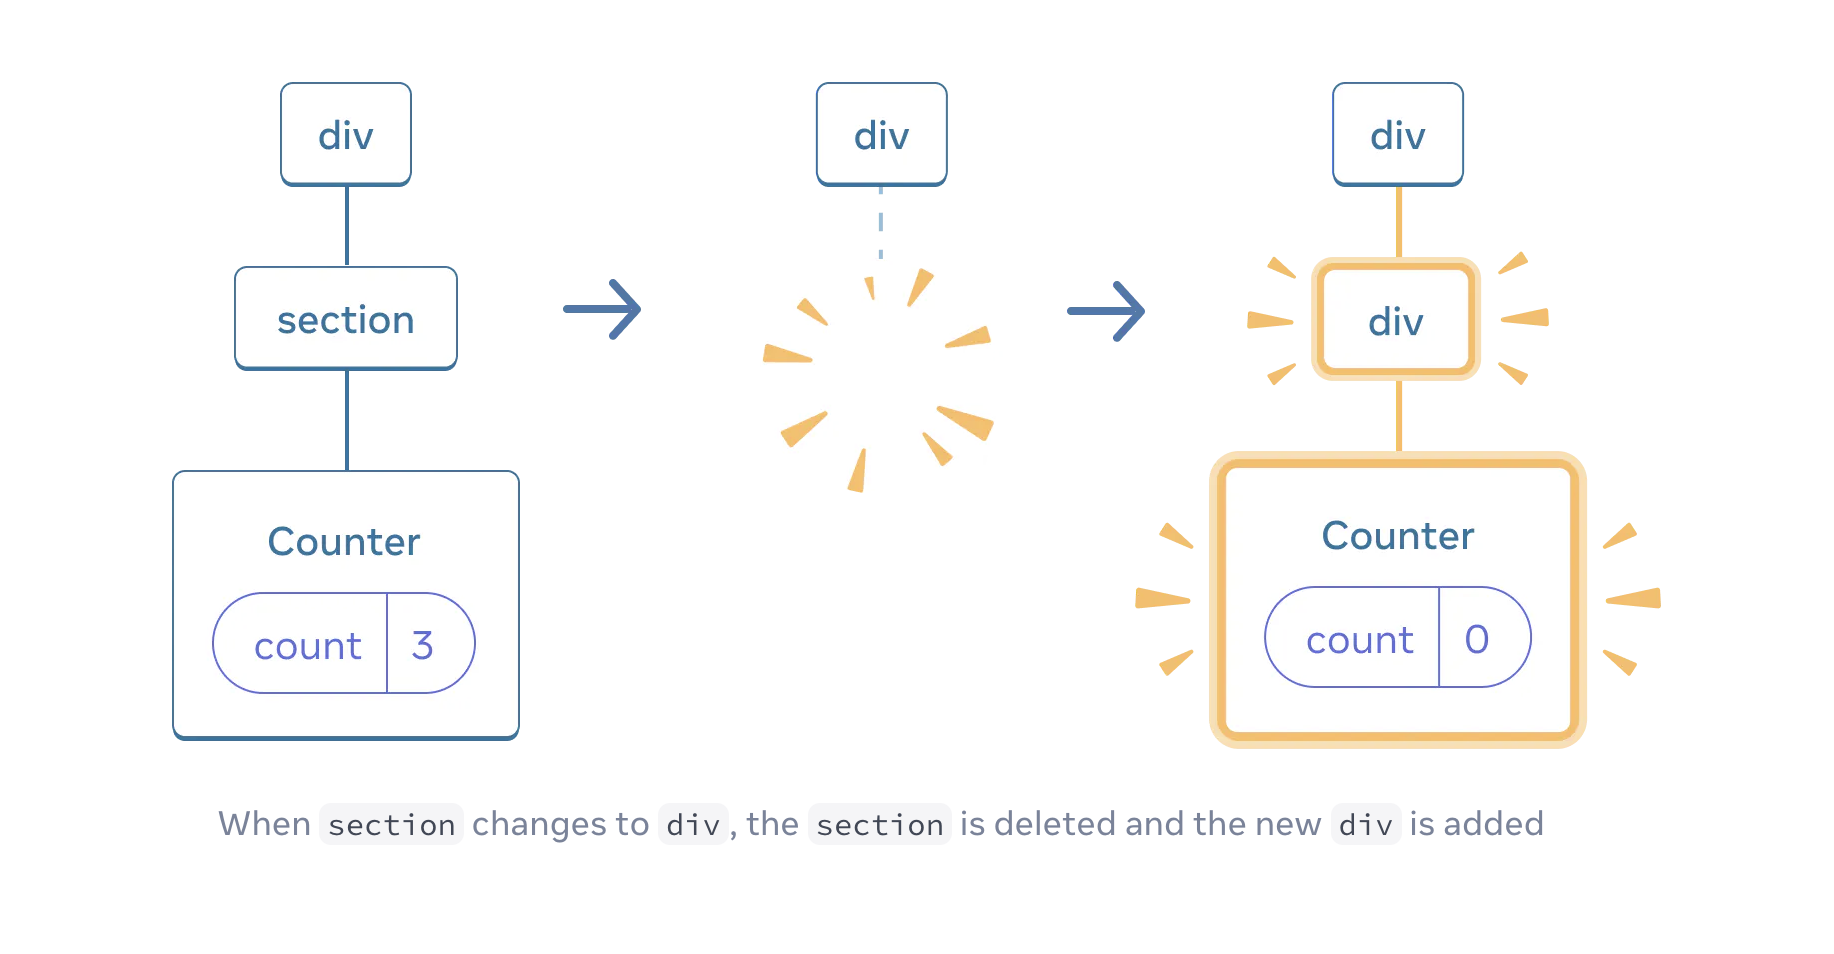 div
section
Counter
count 3
div
div
div
Counter
count 0
When section changes to div, the section is deleted and the new div is added